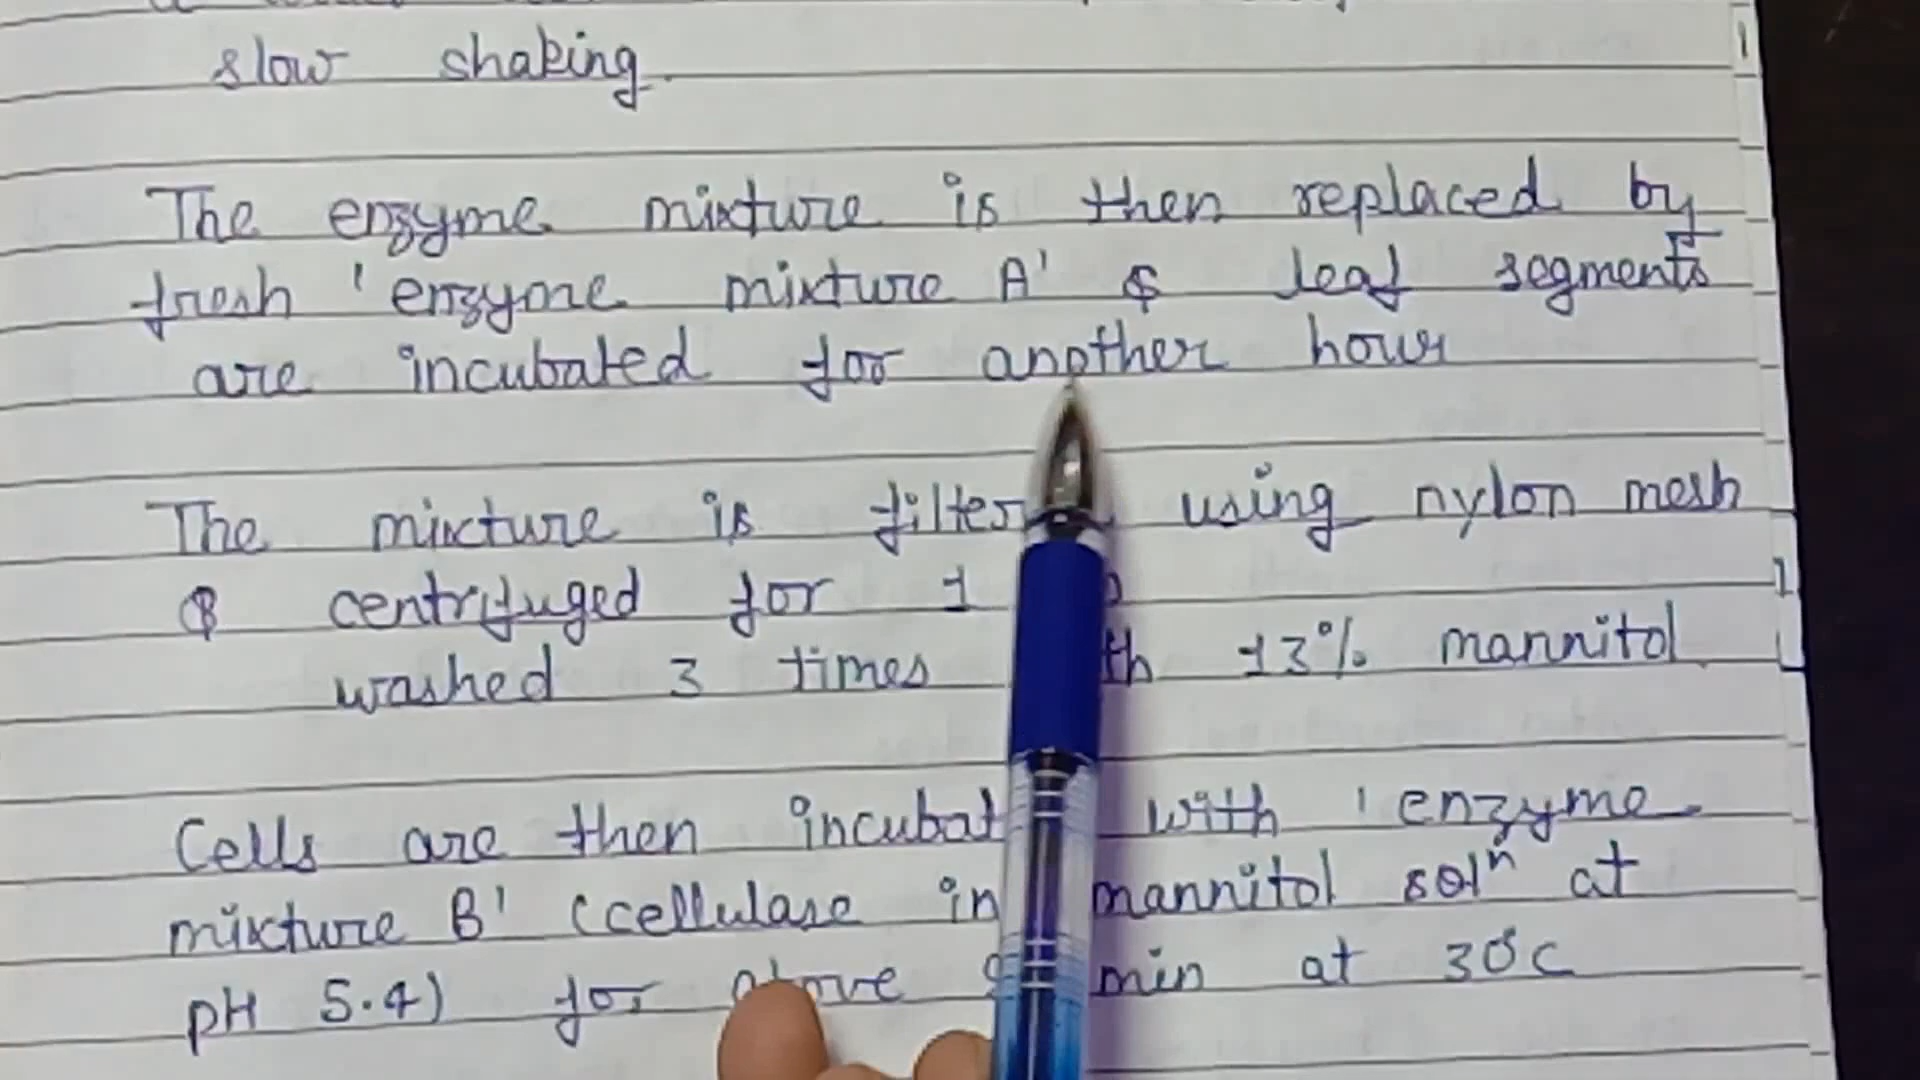 slow shaking.
The enzyme mixture is then replaced by
fresh 'enzyme mixture A' & leaf segments
are incubated for another hour
The mixture is using nylon mesh
& centrifuged for 1
washed 3 times 13% mannitol.
Cells are then with 'enzyme
mixture B' (cellulase in mannitol solⁿ at
pH 5.4) for above min at 30°C